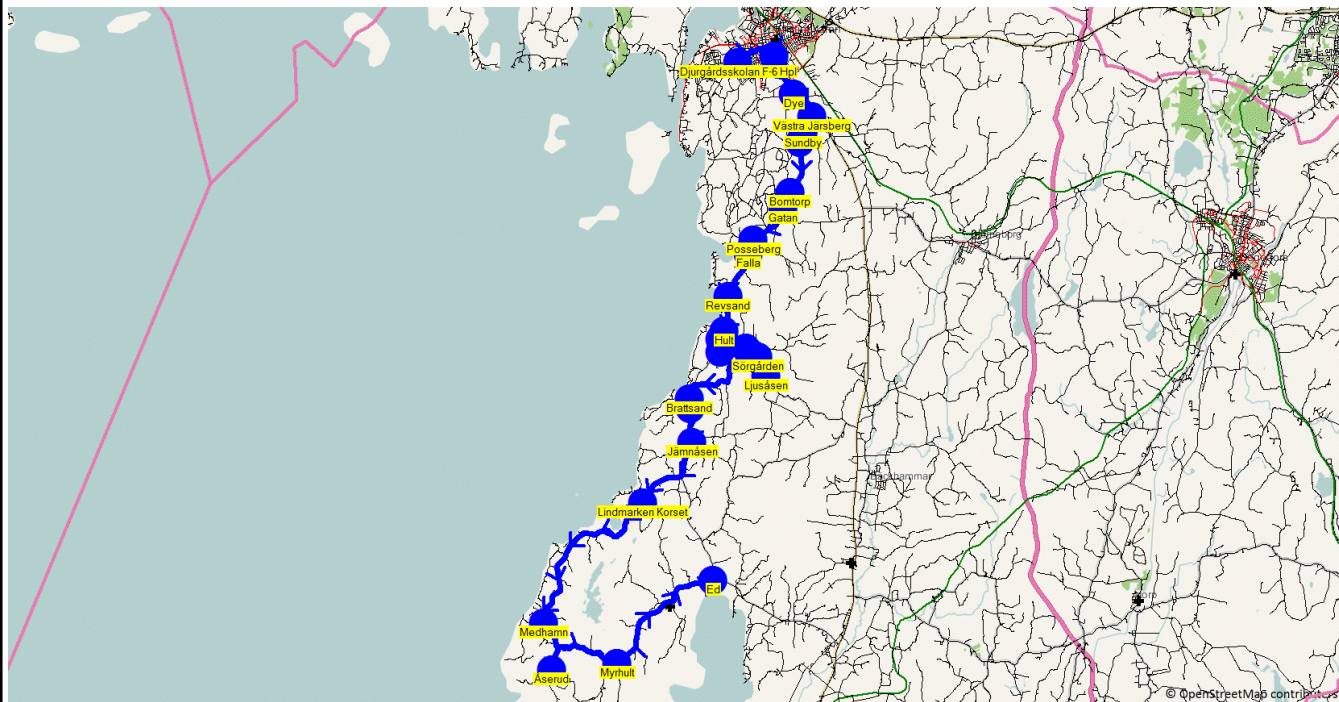 Djurgårdsskolan F-6 Hpl
Dye
Västra Järsberg
Sundby
Bomtorp
Gatan
Posseberg
Falla
Revsand
Hult
Sörgården
Ljusåsen
Brattsand
Jämnåsen
Bäckhammar
Lindmarken Korset
Ed
Medhamn
Myrhult
Åserud
© OpenStreetMap contributors